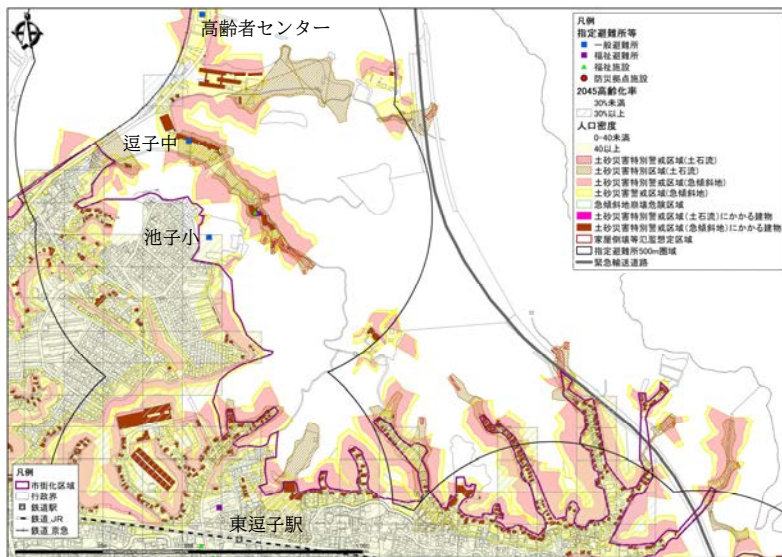 高齢者センター
逗子中
池子小
東逗子駅
凡例
指定避難所等
一般避難所
福祉避難所
福祉施設
防災拠点施設
2045高齢化率
30%未満
30%以上
人口密度
0-40未満
40以上
土砂災害特別警戒区域(土石流)
土砂災害特別区域(土石流)
土砂災害特別警戒区域(急傾斜地)
土砂災害警戒区域(急傾斜地)
急傾斜地崩壊危険区域
土砂災害特別警戒区域(土石流)にかかる建物
土砂災害特別警戒区域(急傾斜地)にかかる建物
家屋倒壊等氾濫想定区域
指定避難所500m圏域
緊急輸送道路
凡例
市街化区域
行政界
鉄道駅
鉄道_JR
鉄道_京急